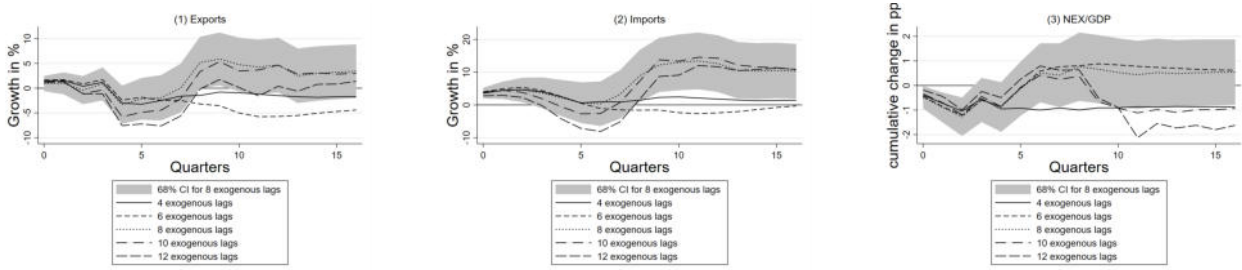 (1) Exports
Growth in %
10
5
0
-5
-10
0 5 10 15
Quarters
68% CI for 8 exogenous lags
4 exogenous lags
6 exogenous lags
8 exogenous lags
10 exogenous lags
12 exogenous lags
(2) Imports
Growth in %
20
10
0
-10
0 5 10 15
Quarters
68% CI for 8 exogenous lags
4 exogenous lags
6 exogenous lags
8 exogenous lags
10 exogenous lags
12 exogenous lags
(3) NEX/GDP
cumulative change in pp
2
1
0
-1
-2
0 5 10 15
Quarters
68% CI for 8 exogenous lags
4 exogenous lags
6 exogenous lags
8 exogenous lags
10 exogenous lags
12 exogenous lags